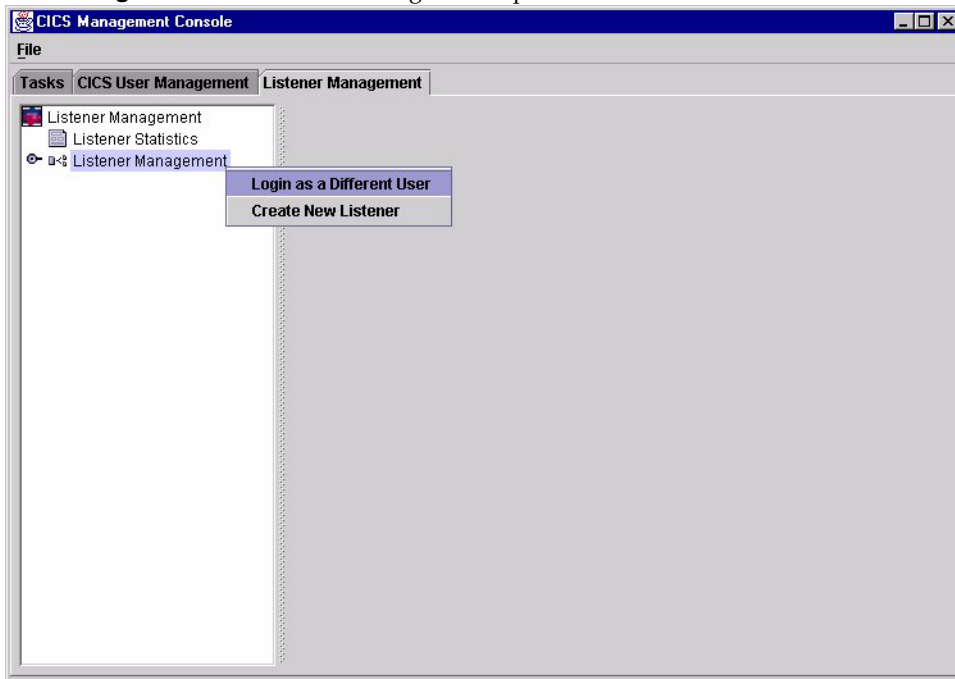 CICS Management Console
File
Tasks CICS User Management Listener Management
Listener Management
Listener Statistics
Listener Management
Login as a Different User
Create New Listener